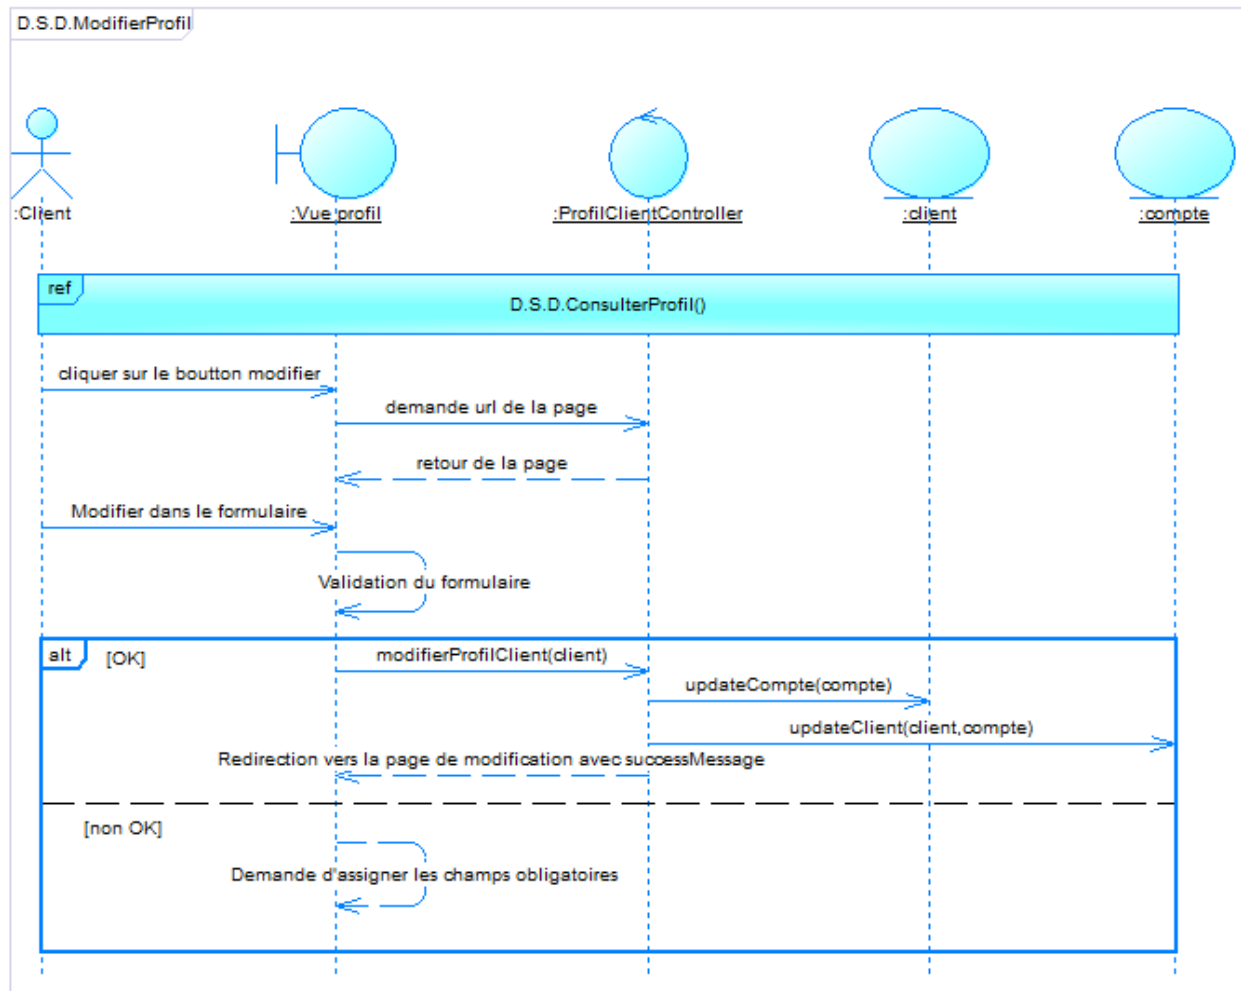 D.S.D.ModifierProfil
:Client
:Vue profil
:ProfilClientController
:client
:compte
ref
D.S.D.ConsulterProfil()
cliquer sur le boutton modifier
demande url de la page
retour de la page
Modifier dans le formulaire
Validation du formulaire
alt
[OK]
modifierProfilClient(client)
updateCompte(compte)
updateClient(client,compte)
Redirection vers la page de modification avec successMessage
[non OK]
Demande d'assigner les champs obligatoires